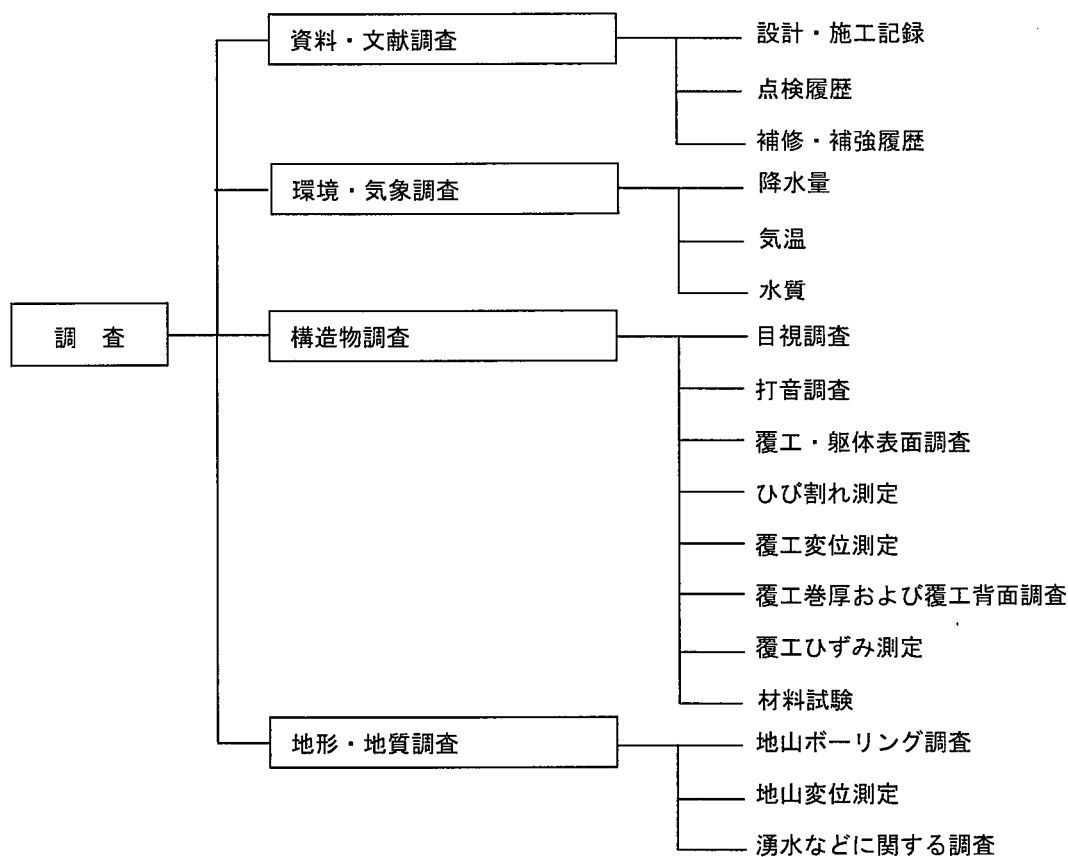 資料・文献調査
設計・施工記録
点検履歴
補修・補強履歴
環境・気象調査
降水量
気温
水質
調 査
構造物調査
目視調査
打音調査
覆工・躯体表面調査
ひび割れ測定
覆工変位測定
覆工巻厚および覆工背面調査
覆工ひずみ測定
材料試験
地形・地質調査
地山ボーリング調査
地山変位測定
湧水などに関する調査